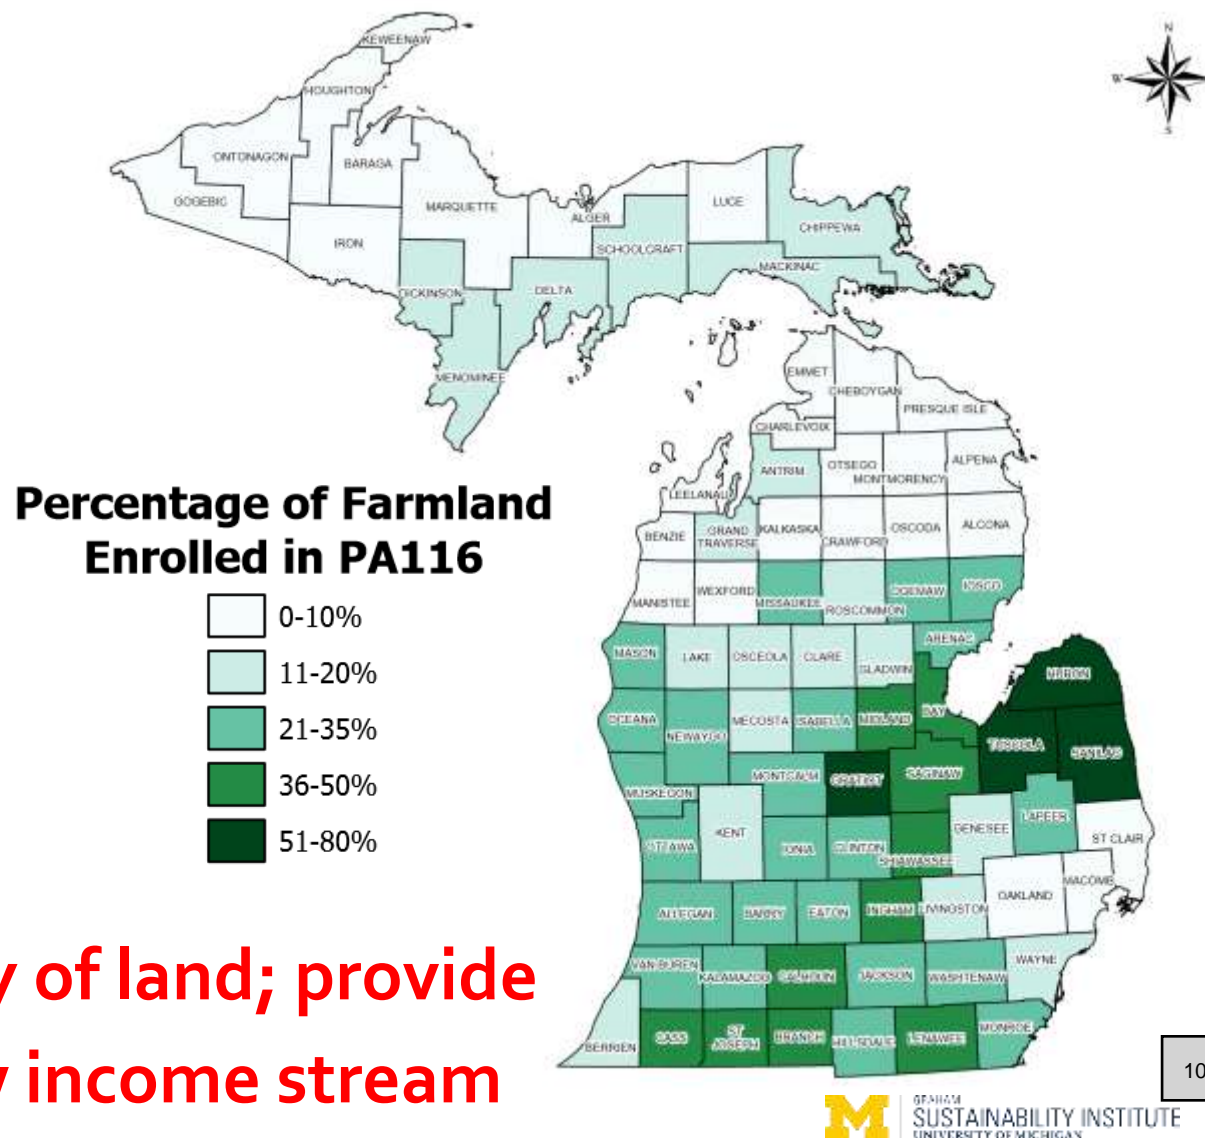 N
W
S
KEWEENAW
HOUGHTON
ONTONAGON
BARAGA
GOGEBIC
MARQUETTE
ALGER
LUCE
CHIPPEWA
IRON
SCHOOLCRAFT
MACKINAC
DICKINSON
DELTA
MENOMINEE
EMMET
CHEBOYGAN
PRESQUE ISLE
CHARLEVOIX
ANTRIM
OTSEGO
MONTMORENCY
ALPENA
LEELANAU
BENZIE
GRAND
TRAVERSE
KALKASKA
CRAWFORD
OSCODA
ALCONA
MANISTEE
WEXFORD
MISSAUKEE
ROSCOMMON
OGEMAW
IOSCO
ARENAC
MASON
LAKE
OSCEOLA
CLARE
GLADWIN
HURON
OCEANA
NEWAYGO
MECOSTA
ISABELLA
MIDLAND
BAY
TUSCOLA
SANILAC
MUSKEGON
MONTCALM
GRATIOT
SAGINAW
OTTAWA
KENT
IONIA
CLINTON
SHIAWASSEE
GENESEE
LAPEER
ST CLAIR
ALLEGAN
BARRY
EATON
INGHAM
LIVINGSTON
OAKLAND
MACOMB
VAN BUREN
KALAMAZOO
CALHOUN
JACKSON
WASHTENAW
WAYNE
BERRIEN
CASS
ST
JOSEPH
BRANCH
HILLSDALE
LENAWEE
MONROE
Percentage of Farmland
Enrolled in PA116
0-10%
11-20%
21-35%
36-50%
51-80%
y of land; provide
y income stream
10
M
GRAHAM
SUSTAINABILITY INSTITUTE
UNIVERSITY OF MICHIGAN